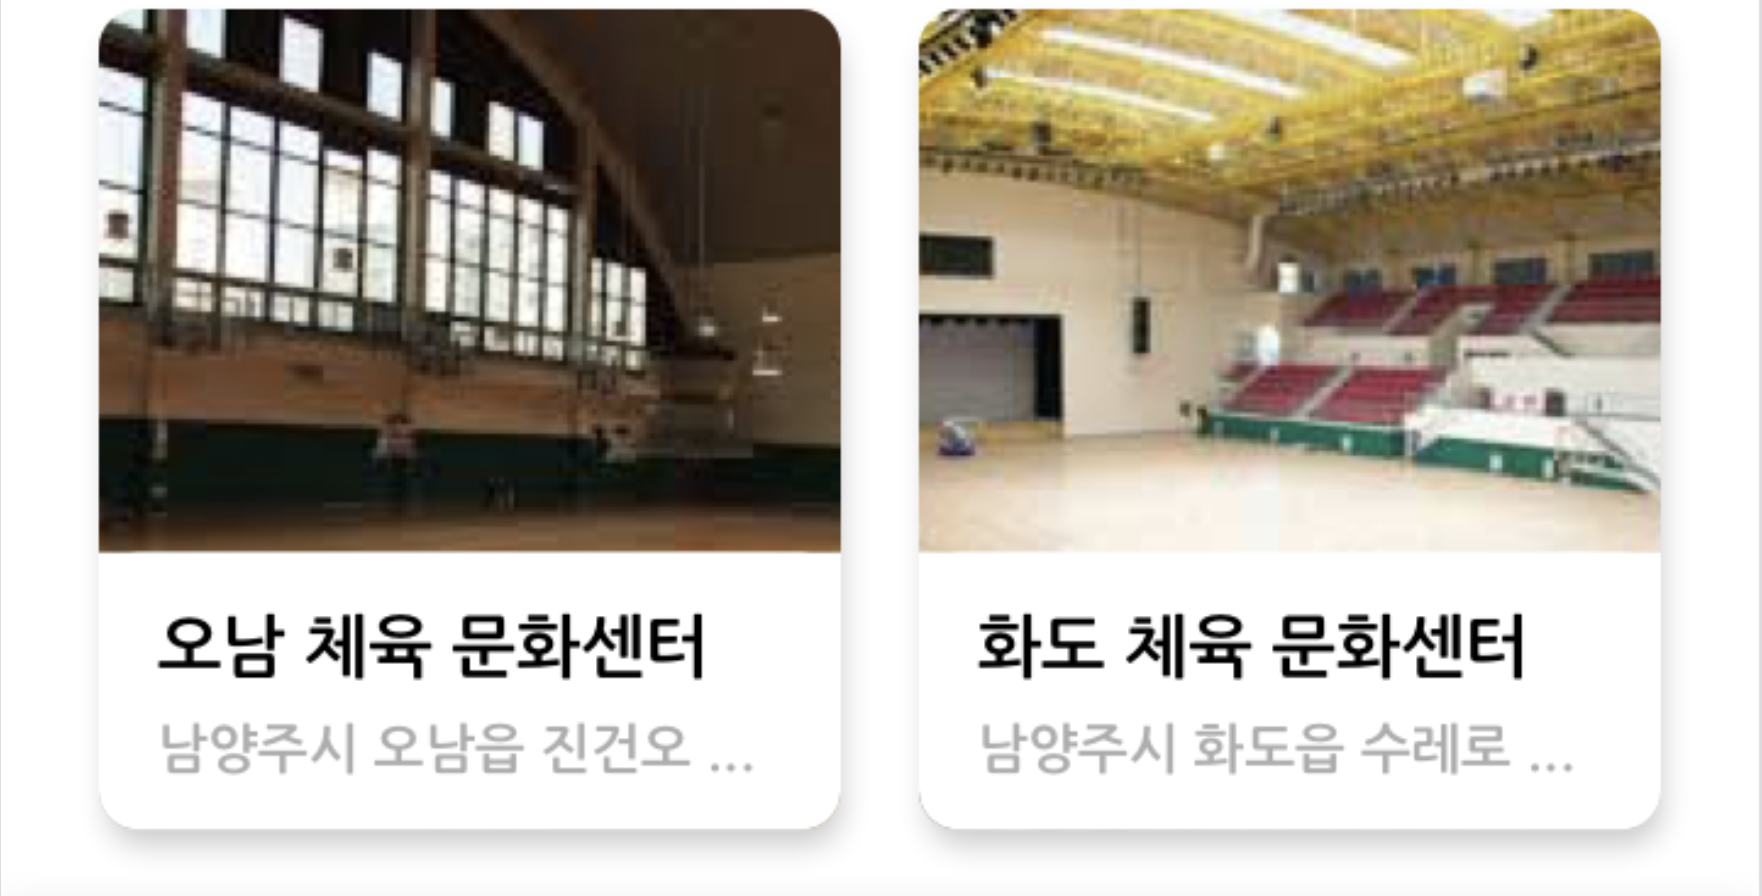 오남 체육 문화센터
남양주시 오남읍 진건오 ...
화도 체육 문화센터
남양주시 화도읍 수레로 ...